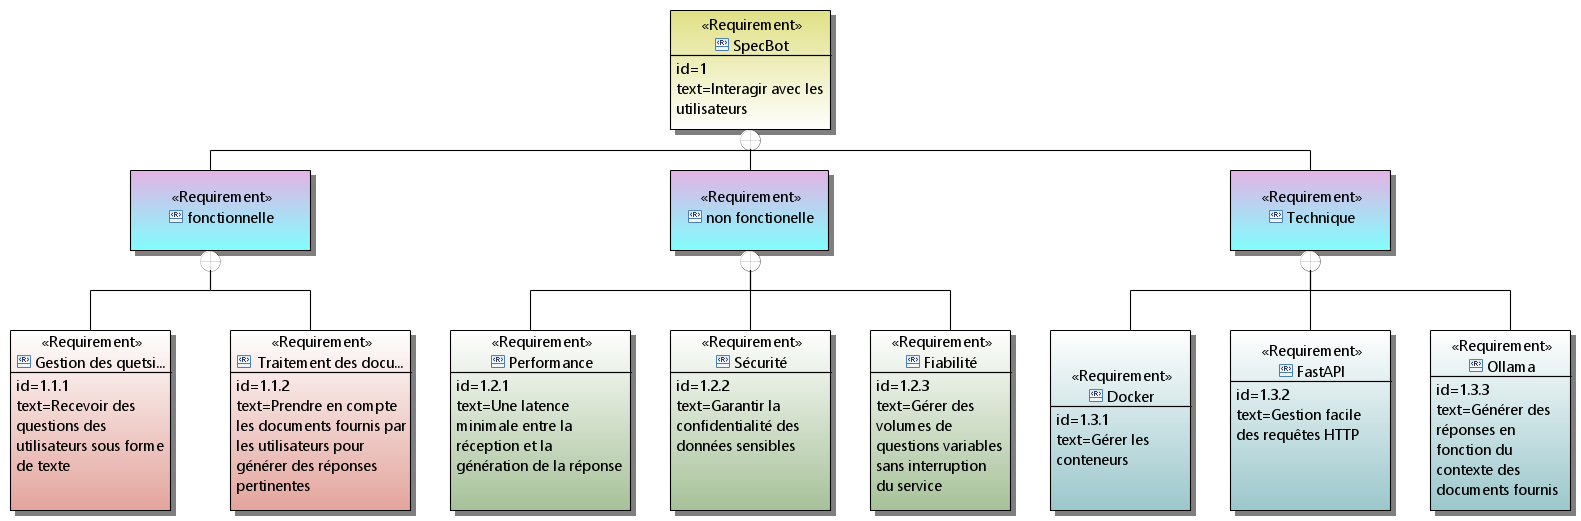 «Requirement»
SpecBot
id=1
text=Interagir avec les
utilisateurs
«Requirement»
fonctionnelle
«Requirement»
non fonctionelle
«Requirement»
Technique
«Requirement»
Gestion des quetsi...
id=1.1.1
text=Recevoir des
questions des
utilisateurs sous forme
de texte
«Requirement»
Traitement des docu...
id=1.1.2
text=Prendre en compte
les documents fournis par
les utilisateurs pour
générer des réponses
pertinentes
«Requirement»
Performance
id=1.2.1
text=Une latence
minimale entre la
réception et la
génération de la réponse
«Requirement»
Sécurité
id=1.2.2
text=Garantir la
confidentialité des
données sensibles
«Requirement»
Fiabilité
id=1.2.3
text=Gérer des
volumes de
questions variables
sans interruption
du service
«Requirement»
Docker
id=1.3.1
text=Gérer les
conteneurs
«Requirement»
FastAPI
id=1.3.2
text=Gestion facile
des requêtes HTTP
«Requirement»
Ollama
id=1.3.3
text=Générer des
réponses en
fonction du
contexte des
documents fournis